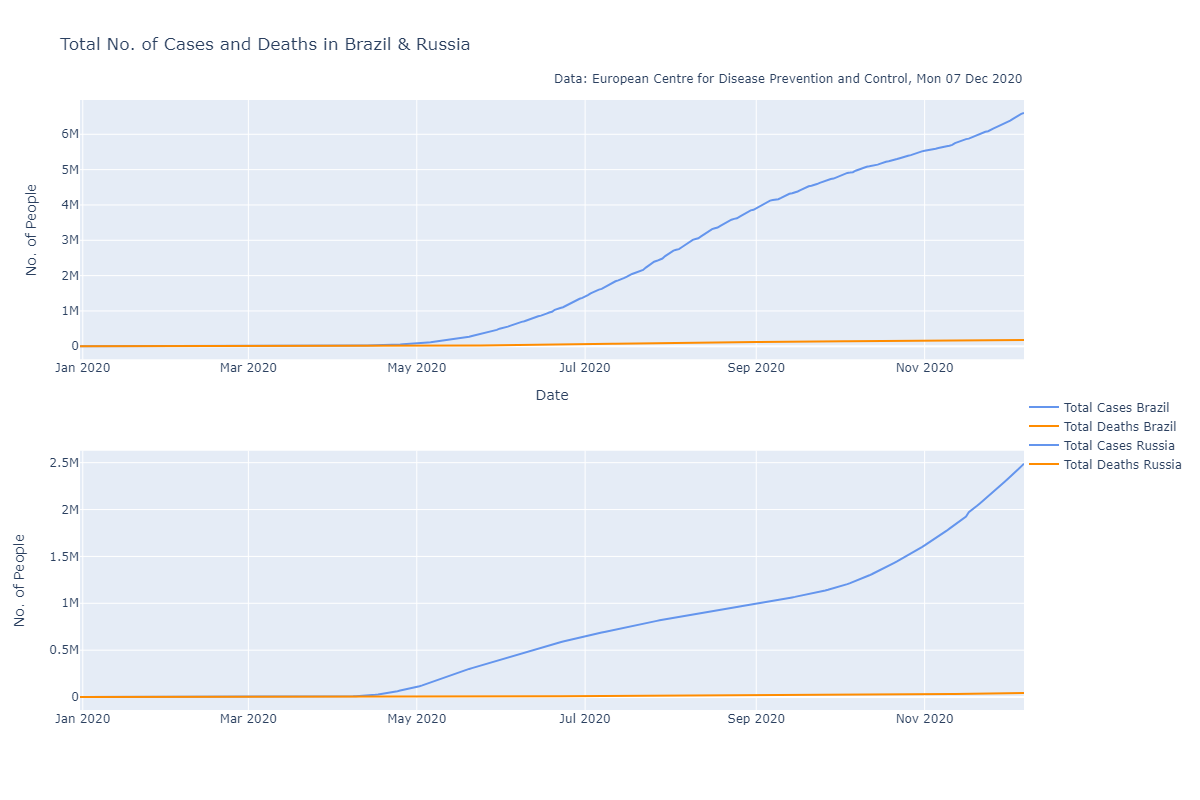 Total No. of Cases and Deaths in Brazil & Russia
Data: European Centre for Disease Prevention and Control, Mon 07 Dec 2020
No. of People
6M
5M
4M
3M
2M
1M
0
Jan 2020 Mar 2020 May 2020 Jul 2020 Sep 2020 Nov 2020
Date
Total Cases Brazil
Total Deaths Brazil
Total Cases Russia
Total Deaths Russia
No. of People
2.5M
2M
1.5M
1M
0.5M
0
Jan 2020 Mar 2020 May 2020 Jul 2020 Sep 2020 Nov 2020